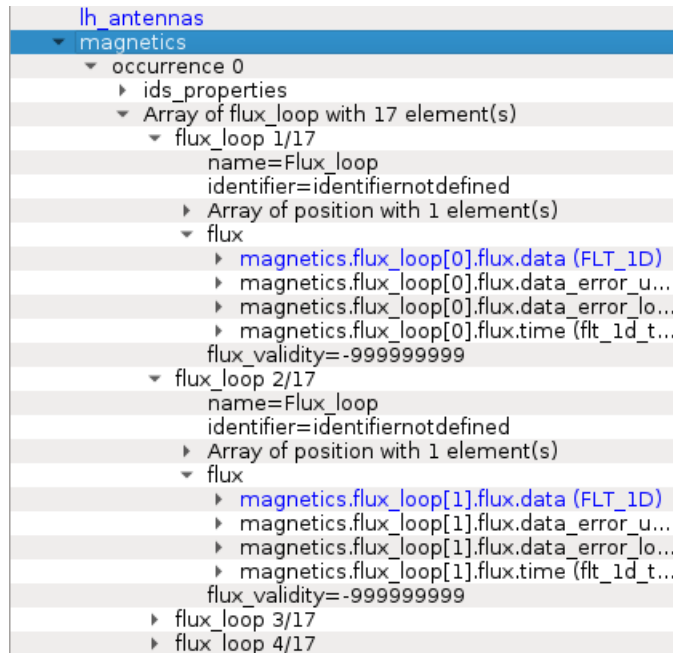 lh_antennas
magnetics
occurrence 0
ids_properties
Array of flux_loop with 17 element(s)
flux_loop 1/17
name=Flux_loop
identifier=identifiernotdefined
Array of position with 1 element(s)
flux
magnetics.flux_loop[0].flux.data (FLT_1D)
magnetics.flux_loop[0].flux.data_error_u...
magnetics.flux_loop[0].flux.data_error_lo...
magnetics.flux_loop[0].flux.time (flt_1d_t...
flux_validity=-999999999
flux_loop 2/17
name=Flux_loop
identifier=identifiernotdefined
Array of position with 1 element(s)
flux
magnetics.flux_loop[1].flux.data (FLT_1D)
magnetics.flux_loop[1].flux.data_error_u...
magnetics.flux_loop[1].flux.data_error_lo...
magnetics.flux_loop[1].flux.time (flt_1d_t...
flux_validity=-999999999
flux_loop 3/17
flux_loop 4/17